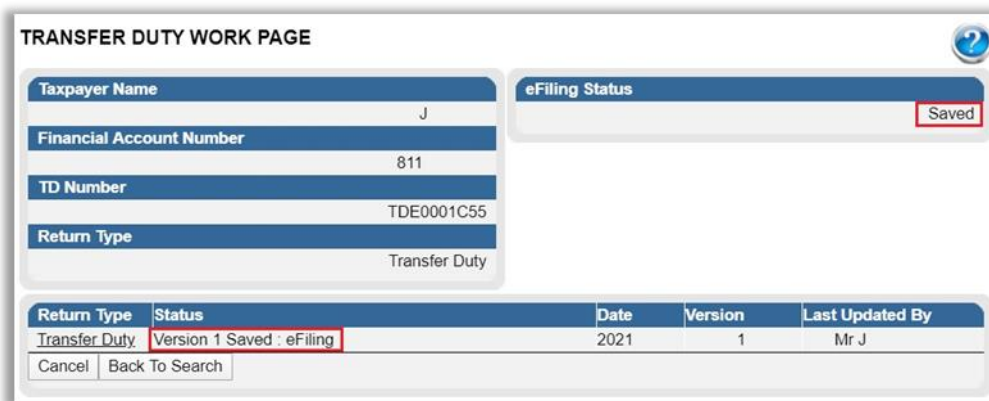 TRANSFER DUTY WORK PAGE
?
Taxpayer Name
J
Financial Account Number
811
TD Number
TDE0001C55
Return Type
Transfer Duty
eFiling Status
Saved
Return Type Status Date Version Last Updated By
Transfer Duty Version 1 Saved : eFiling 2021 1 Mr J
Cancel Back To Search